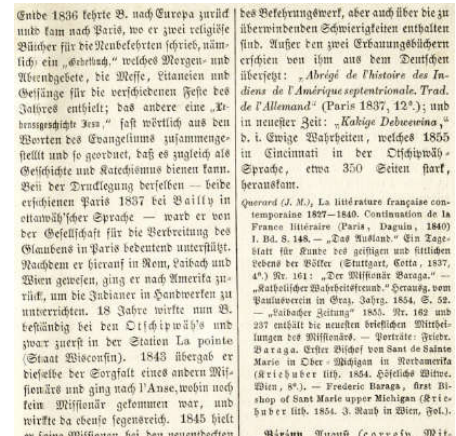 Ende 1836 kehrte B. nach Europa zurück
und kam nach Paris, wo er zwei religiöse
Bücher für die Neubekehrten schrieb, näm-
lich ein „Gebetbuch,“ welches Morgen- und
Abendgebete, die Messe, Litaneien und
Gesänge für die verschiedenen Feste des
Jahres enthielt; das andere eine „Le-
bensgeschichte Jesu,“ fast wörtlich aus den
Worten des Evangeliums zusammenge-
stellt und so geordnet, daß es zugleich als
Geschichte und Katechismus dienen kann.
Bei der Drucklegung derselben — beide
erschienen Paris 1837 bei Bailly in
ottawäh'scher Sprache — ward er von
der Gesellschaft für die Verbreitung des
Glaubens in Paris bedeutend unterstützt.
Nachdem er hierauf in Rom, Laibach und
Wien gewesen, ging er nach Amerika zu-
rück, um die Indianer in Handwerken zu
unterrichten. 18 Jahre wirkte nun B.
beständig bei den Otschipwäh's und
zwar zuerst in der Station La pointe
(Staat Wisconsin). 1843 übergab er
dieselbe der Sorgfalt eines andern Mis-
sionärs und ging nach l'Anse, wohin noch
kein Missionär gekommen war, und
wirkte da ebenso segensreich. 1845 hielt
er seine Missionen bei den neuentdeckten
des Bekehrungswerk, aber auch über die zu
überwindenden Schwierigkeiten enthalten
sind. Außer den zwei Erbauungsbüchern
erschien von ihm aus dem Deutschen
übersetzt: „Abrégé de l'histoire des In-
diens de l'Amérique septentrionale. Trad.
de l'Allemand“ (Paris 1837, 12°.); und
in neuester Zeit: „Kakige Debwewina,“
d. i. Ewige Wahrheiten, welches 1855
in Cincinnati in der Otschipwäh-
Sprache, etwa 350 Seiten stark,
herauskam.
Querard (J. M.), La littérature française con-
temporaine 1827—1840. Continuation de la
France littéraire (Paris, Daguin, 1840)
I. Bd. S. 148. — „Das Ausland.“ Ein Tage-
blatt für Kunde des geistigen und sittlichen
Lebens der Völker (Stuttgart, Cotta, 1837,
4°.) Nr. 161: „Der Missionär Baraga.“ —
„Katholischer Wahrheitsfreund.“ Herausg. vom
Paulusverein in Graz. Jahrg. 1854, S. 52.
— „Laibacher Zeitung“ 1855. Nr. 162 und
237 enthält die neuesten brieflichen Mitthei-
lungen des Missionärs. — Porträte: Friedr.
Baraga. Erster Bischof von Sant de Sainte
Marie in Ober-Michigan in Nordamerika
(Kriehuber lith. 1854. Höfelichs Witwe.
Wien, 8°.). — Frederic Baraga, first Bi-
shop of Sant Marie upper Michigan (Krie-
huber lith. 1854. J. Rauh in Wien, Fol.).